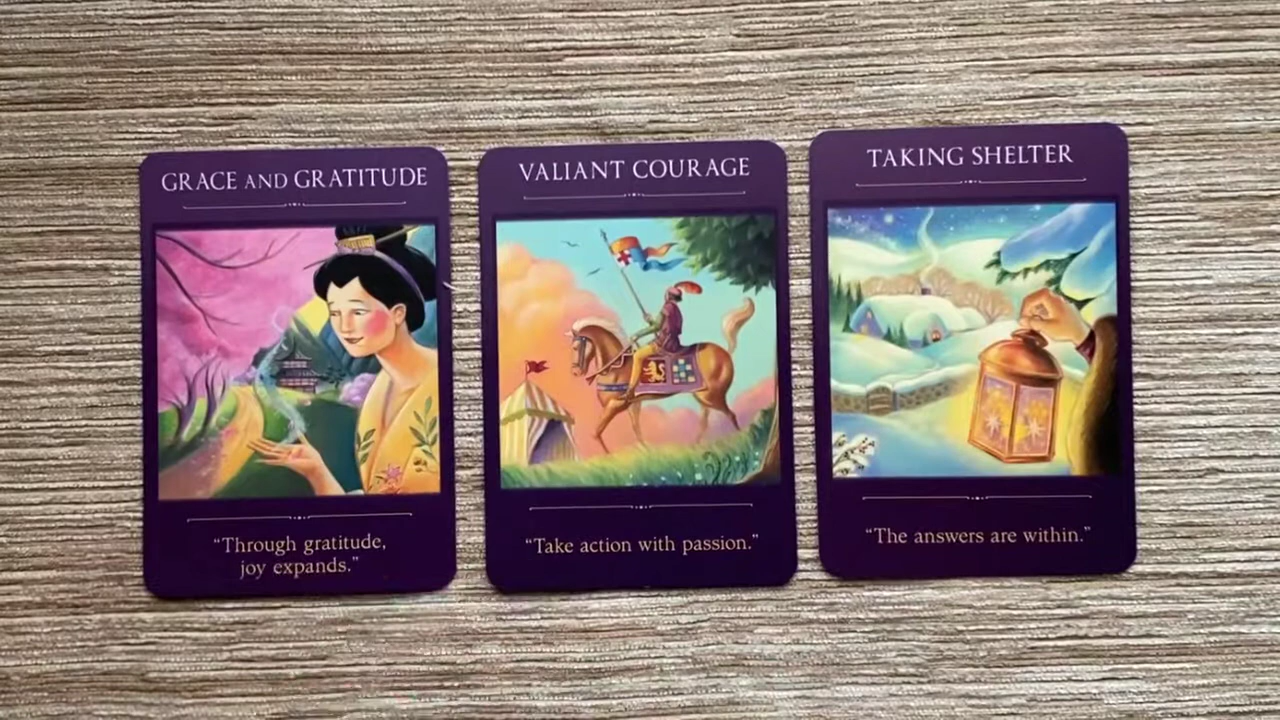 GRACE AND GRATITUDE
"Through gratitude,
joy expands."
VALIANT COURAGE
"Take action with passion."
TAKING SHELTER
"The answers are within."